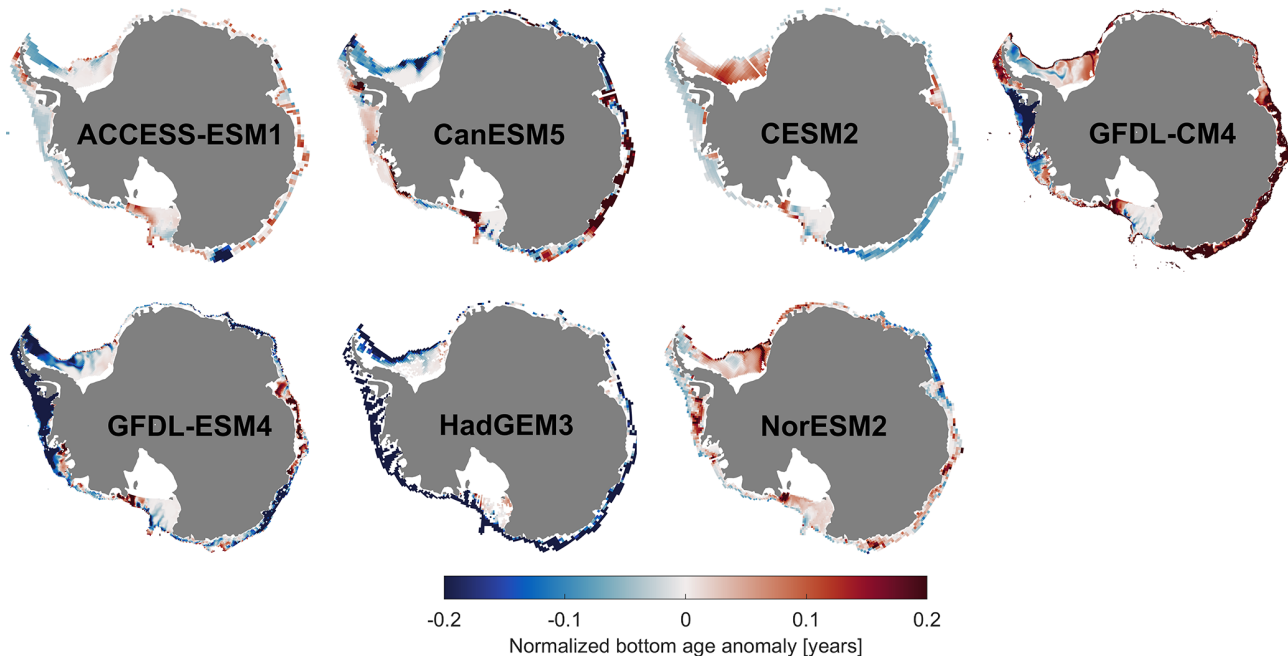 ACCESS-ESM1
CanESM5
CESM2
GFDL-CM4
GFDL-ESM4
HadGEM3
NorESM2
-0.2
-0.1
0
0.1
0.2
Normalized bottom age anomaly [years]